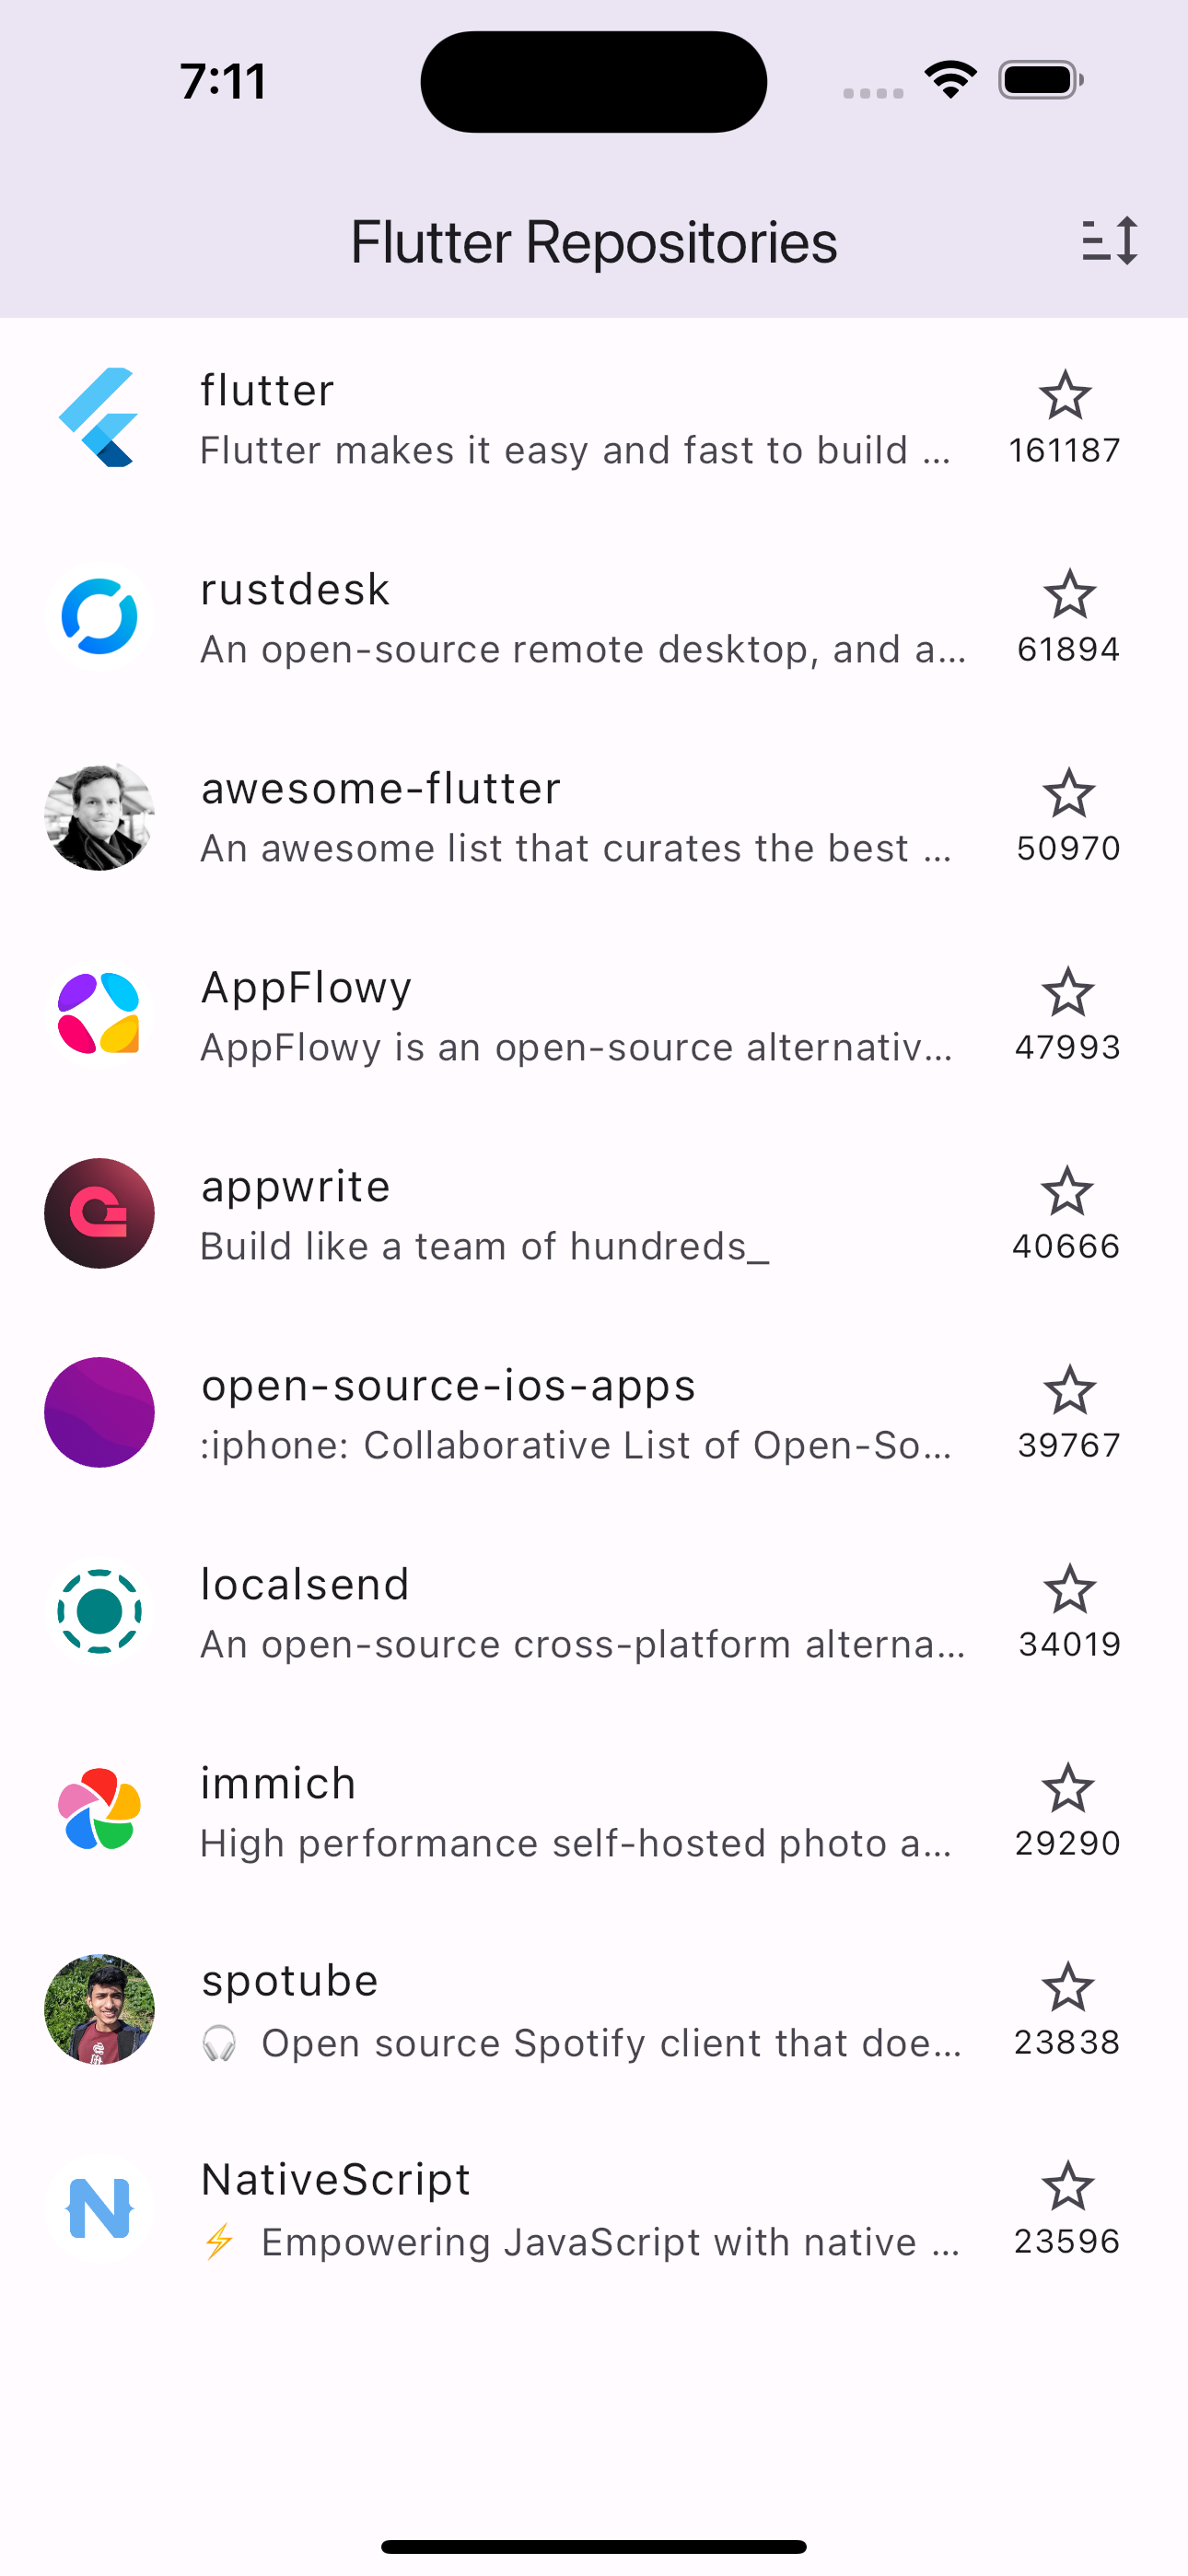 7:11
Flutter Repositories
flutter
Flutter makes it easy and fast to build ...
161187
rustdesk
An open-source remote desktop, and a...
61894
awesome-flutter
An awesome list that curates the best ...
50970
AppFlowy
AppFlowy is an open-source alternativ...
47993
appwrite
Build like a team of hundreds_
40666
open-source-ios-apps
:iphone: Collaborative List of Open-So...
39767
localsend
An open-source cross-platform alterna...
34019
immich
High performance self-hosted photo a...
29290
spotube
🎧 Open source Spotify client that doe...
23838
NativeScript
⚡ Empowering JavaScript with native ...
23596